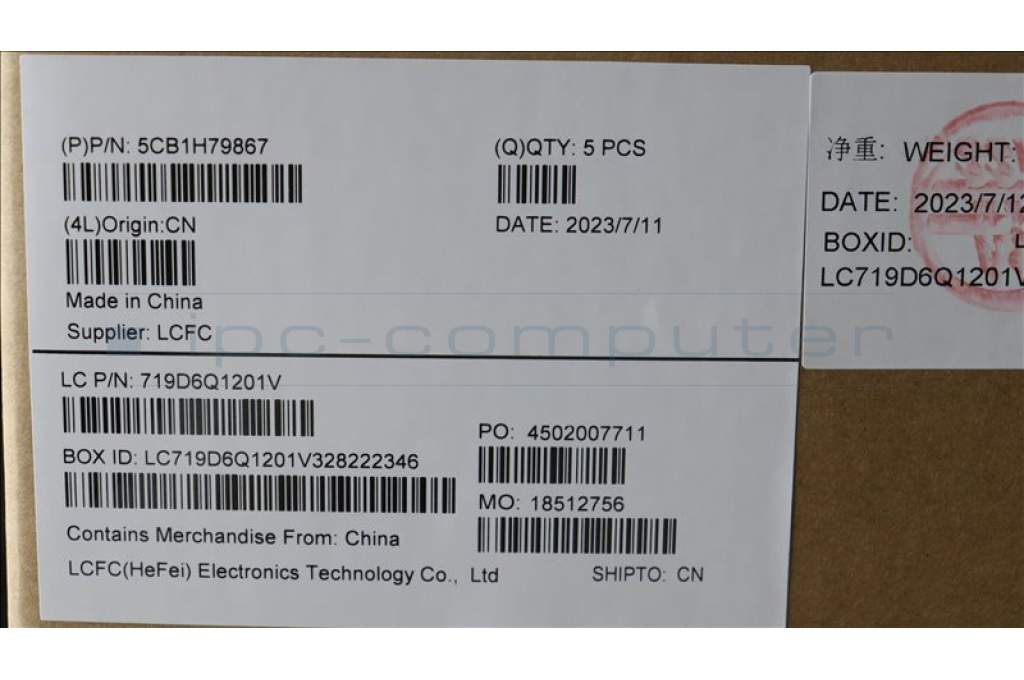 (P)P/N: 5CB1H79867
(Q)QTY: 5 PCS
(4L)Origin:CN
DATE: 2023/7/11
Made in China
Supplier: LCFC
ipc-computer
LC P/N: 719D6Q1201V
PO: 4502007711
BOX ID: LC719D6Q1201V328222346
MO: 18512756
Contains Merchandise From: China
LCFC(HeFei) Electronics Technology Co., Ltd
SHIPTO: CN
净重: WEIGHT:
DATE: 2023/7/12
BOXID:
LC719D6Q1201V